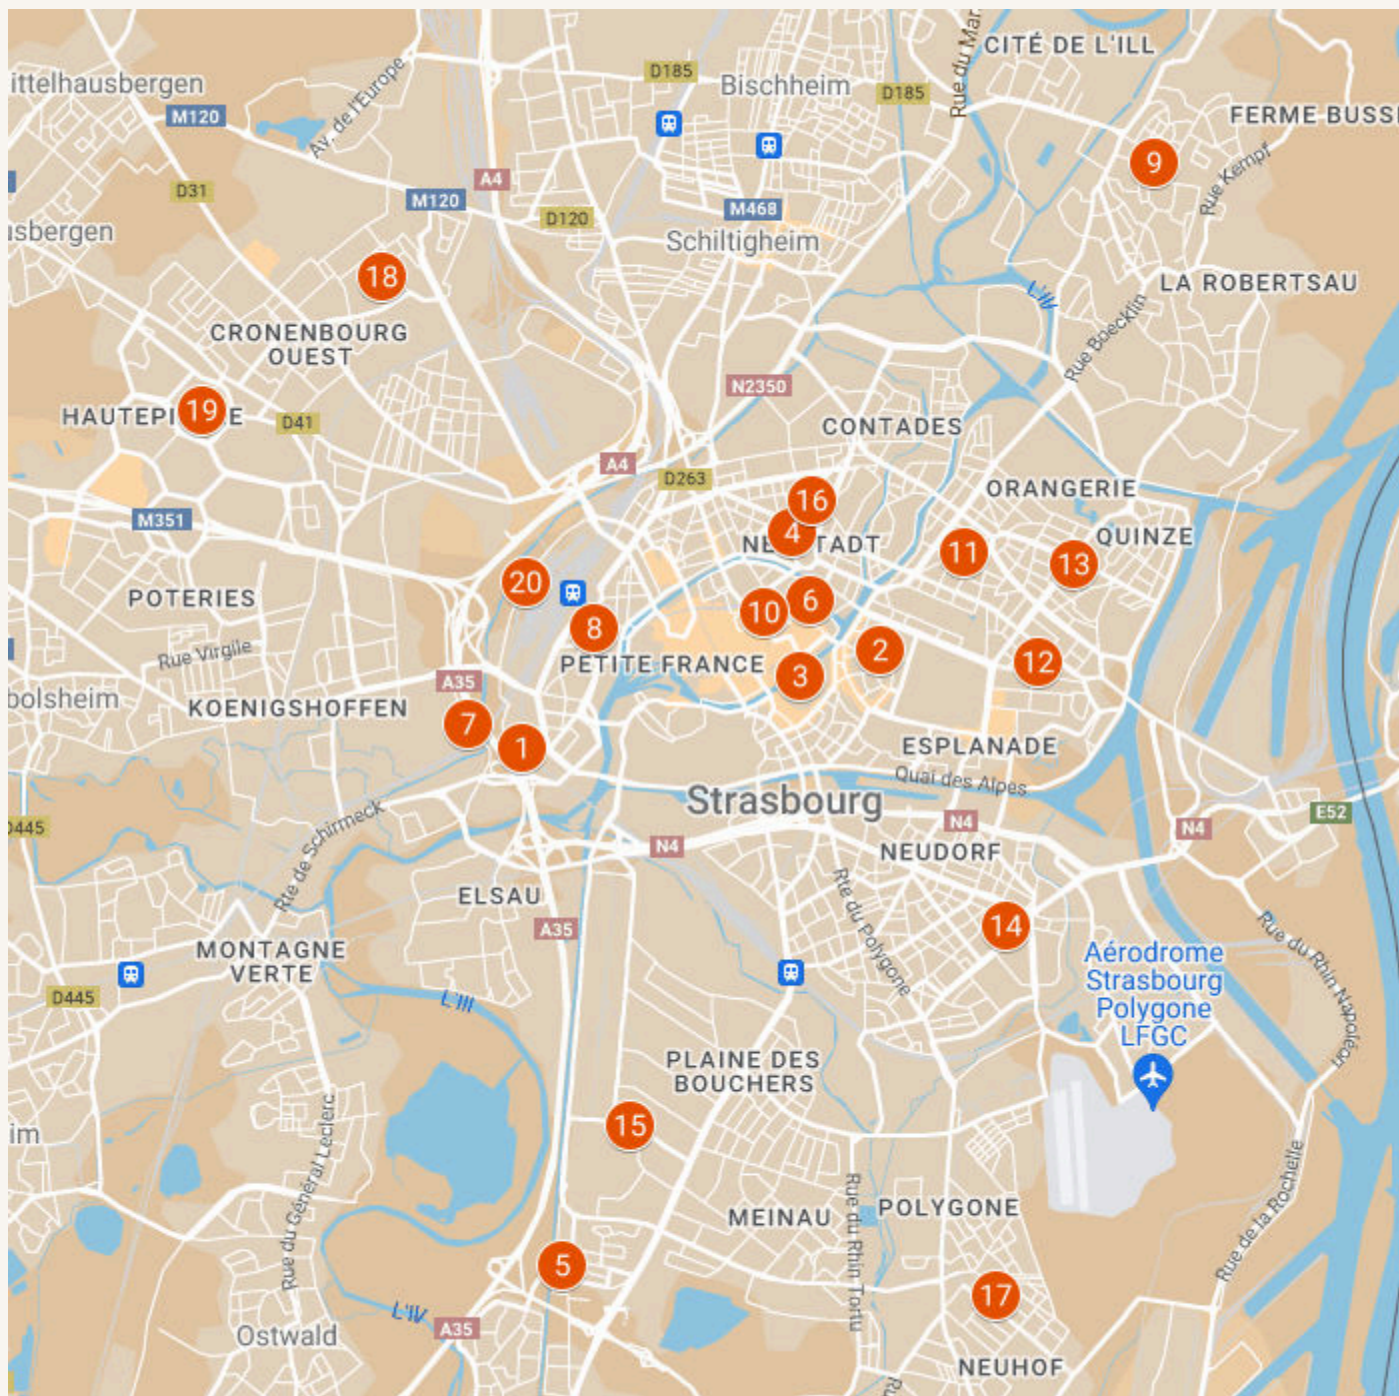 CITÉ DE L'ILL
Rue du Mar
D185
Bischheim
D185
ittelhausbergen
Av. de l'Europe
M120
FERME BUSS
9
Rue Kempf
A4
D31
M120
M468
D120
isbergen
Schiltigheim
18
LA ROBERTSAU
L'Ill
CRONENBOURG
OUEST
Rue Bœcklin
N2350
19
HAUTEPI
E
D41
CONTADES
A4
D263
ORANGERIE
16
M351
4
NE
TADT
11
QUINZE
13
20
POTERIES
6
10
8
Rue Virgile
2
PETITE FRANCE
12
3
A35
bolsheim
KOENIGSHOFFEN
7
1
ESPLANADE
Quai des Alpes
Strasbourg
E52
N4
N4
D445
Rte de Schirmeck
N4
NEUDORF
ELSAU
Rte du Polygone
14
A35
MONTAGNE
VERTE
Aérodrome
Strasbourg
Polygone
LFGC
Rue du Rhin Napoléon
D445
L'Ill
PLAINE DES
BOUCHERS
15
im
Rue du Général Leclerc
Rue du Rhin Tortu
POLYGONE
MEINAU
Rue de la Rochelle
5
17
L'Ill
A35
Ostwald
NEUHOF
Ru